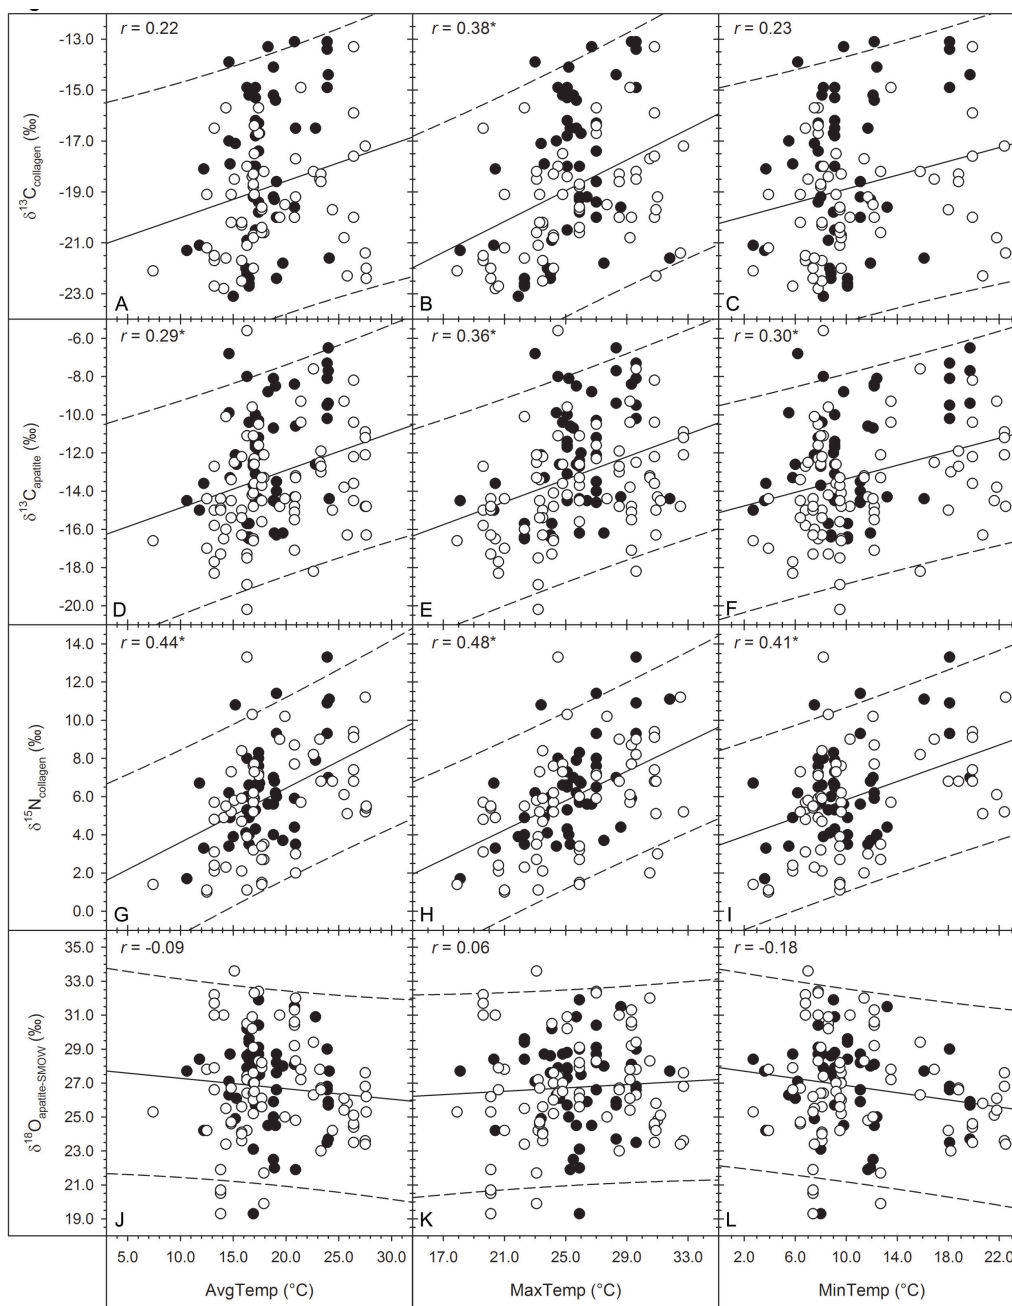 r = 0.22
r = 0.38*
r = 0.23
-13.0
-15.0
-17.0
-19.0
-21.0
-23.0
δ¹³Ccollagen (‰)
A
B
C
r = 0.29*
r = 0.36*
r = 0.30*
-6.0
-8.0
-10.0
-12.0
-14.0
-16.0
-18.0
-20.0
δ¹³Capatite (‰)
D
E
F
r = 0.44*
r = 0.48*
r = 0.41*
14.0
12.0
10.0
8.0
6.0
4.0
2.0
0.0
δ¹⁵Ncollagen (‰)
G
H
I
r = -0.09
r = 0.06
r = -0.18
35.0
33.0
31.0
29.0
27.0
25.0
23.0
21.0
19.0
δ¹⁸Oapatite-SMOW (‰)
J
K
L
5.0 10.0 15.0 20.0 25.0 30.0
17.0 21.0 25.0 29.0 33.0
2.0 6.0 10.0 14.0 18.0 22.0
AvgTemp (°C)
MaxTemp (°C)
MinTemp (°C)